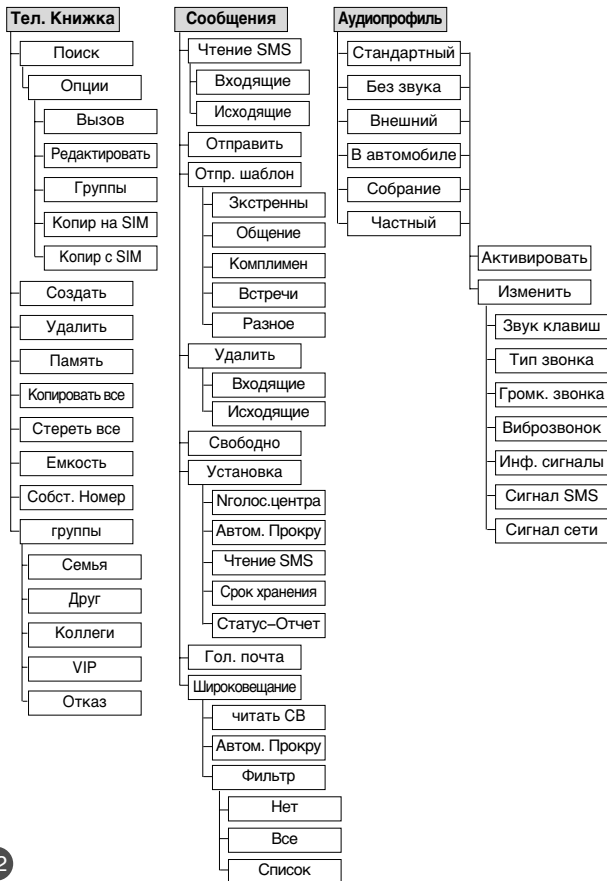 Тел. Книжка
Поиск
Опции
Вызов
Редактировать
Группы
Копир на SIM
Копир с SIM
Создать
Удалить
Память
Копировать все
Стереть все
Емкость
Собст. Номер
группы
Семья
Друг
Коллеги
VIP
Отказ
Сообщения
Чтение SMS
Входящие
Исходящие
Отправить
Отпр. шаблон
Зкстренны
Общение
Комплимен
Встречи
Разное
Удалить
Входящие
Исходящие
Свободно
Установка
Nголос.центра
Автом. Прокру
Чтение SMS
Срок хранения
Статус–Отчет
Гол. почта
Широковещание
читать СВ
Автом. Прокру
Фильтр
Нет
Все
Список
Аудиопрофиль
Стандартный
Без звука
Внешний
В автомобиле
Собрание
Частный
Активировать
Изменить
Звук клавиш
Тип звонка
Громк. звонка
Виброзвонок
Инф. сигналы
Сигнал SMS
Сигнал сети
2